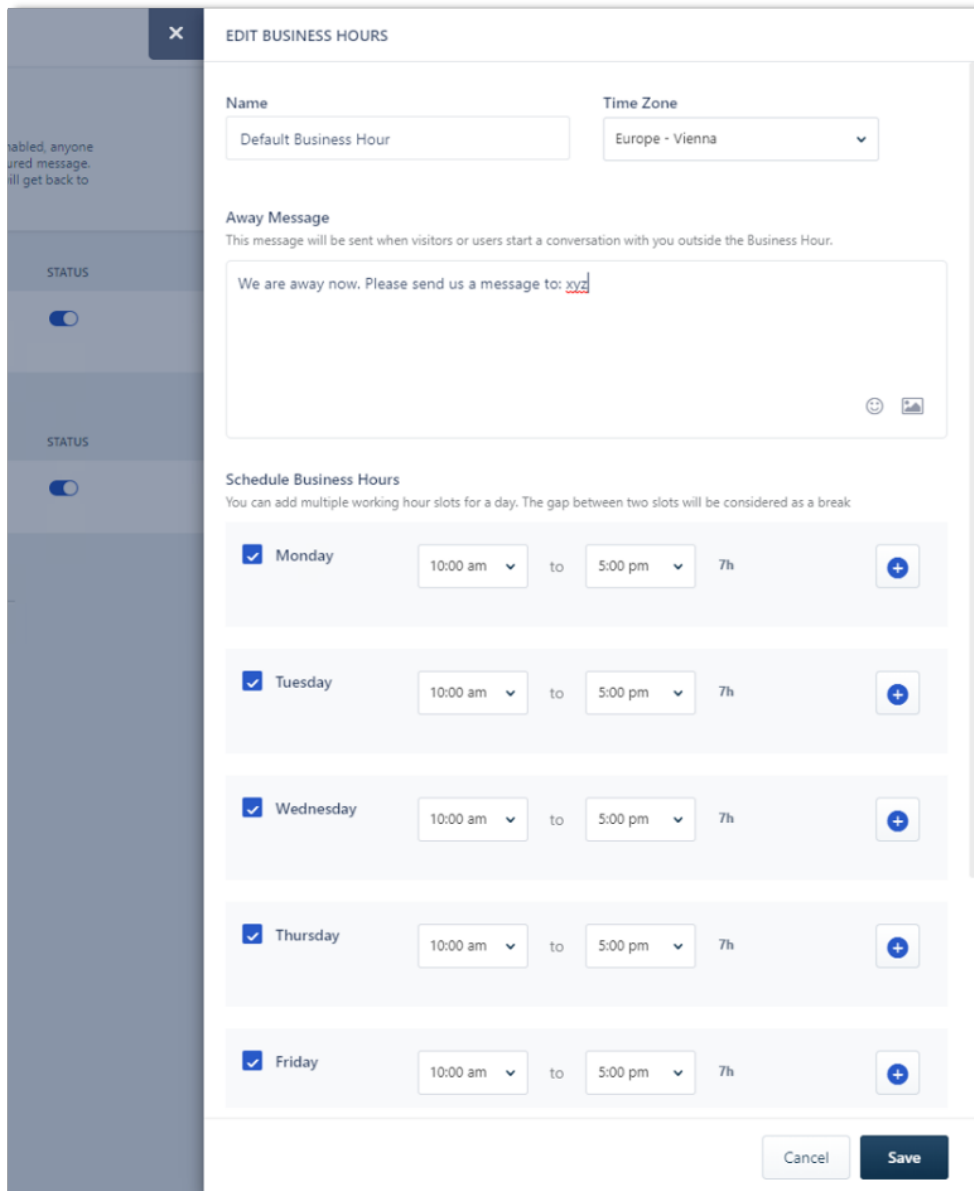 EDIT BUSINESS HOURS
Name
Time Zone
Default Business Hour
Europe - Vienna
nabled, anyone
ured message.
ill get back to
Away Message
This message will be sent when visitors or users start a conversation with you outside the Business Hour.
STATUS
We are away now. Please send us a message to: xyz
STATUS
Schedule Business Hours
You can add multiple working hour slots for a day. The gap between two slots will be considered as a break
Monday 10:00 am to 5:00 pm 7h
Tuesday 10:00 am to 5:00 pm 7h
Wednesday 10:00 am to 5:00 pm 7h
Thursday 10:00 am to 5:00 pm 7h
Friday 10:00 am to 5:00 pm 7h
Cancel Save